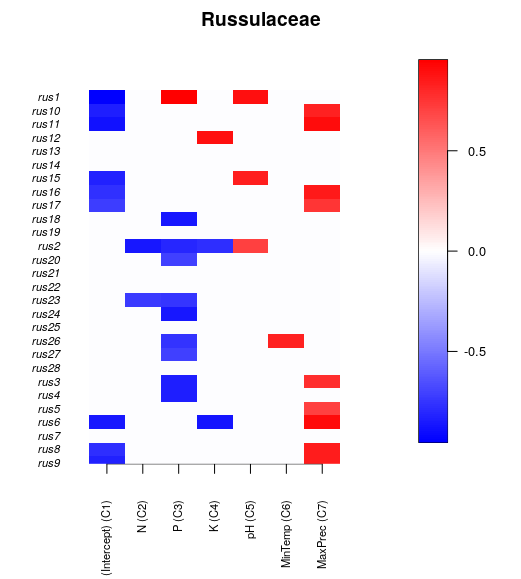 Russulaceae
rus1
rus10
rus11
rus12
rus13
rus14
rus15
rus16
rus17
rus18
rus19
rus2
rus20
rus21
rus22
rus23
rus24
rus25
rus26
rus27
rus28
rus3
rus4
rus5
rus6
rus7
rus8
rus9
(Intercept) (C1)
N (C2)
P (C3)
K (C4)
pH (C5)
MinTemp (C6)
MaxPrec (C7)
0.5
0.0
-0.5